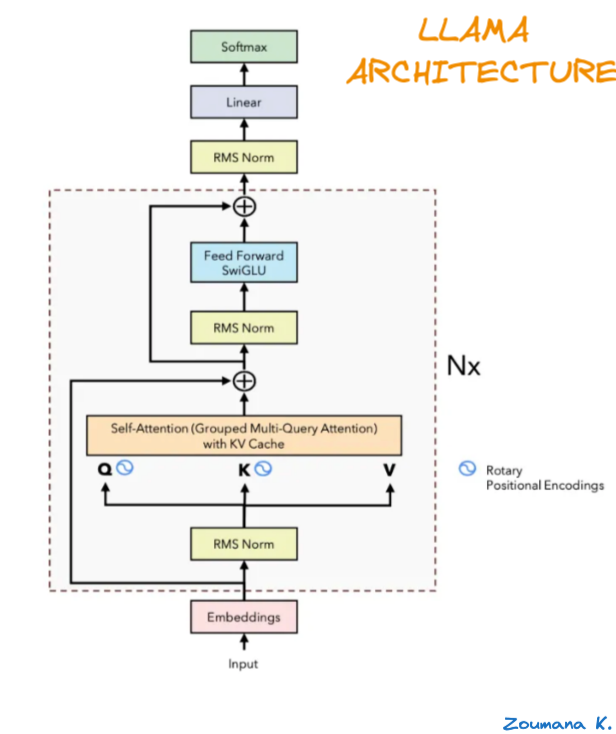 LLAMA
ARCHITECTURE
Softmax
Linear
RMS Norm
Feed Forward
SwiGLU
RMS Norm
Nx
Self-Attention (Grouped Multi-Query Attention)
with KV Cache
Q K V
Rotary
Positional Encodings
RMS Norm
Embeddings
Input
Zoumana K.